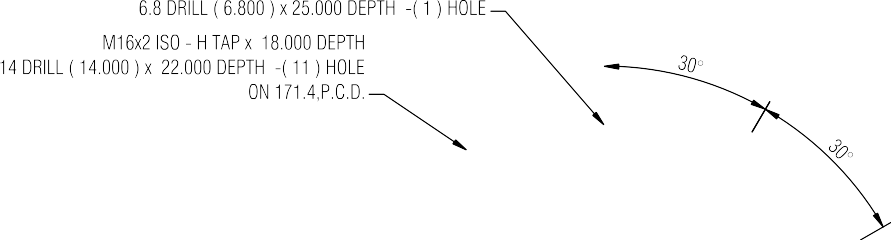 6.8 DRILL ( 6.800 ) x 25.000 DEPTH -( 1 ) HOLE
M16x2 ISO - H TAP x 18.000 DEPTH
14 DRILL ( 14.000 ) x 22.000 DEPTH -( 11 ) HOLE
ON 171.4,P.C.D.
30°
30°